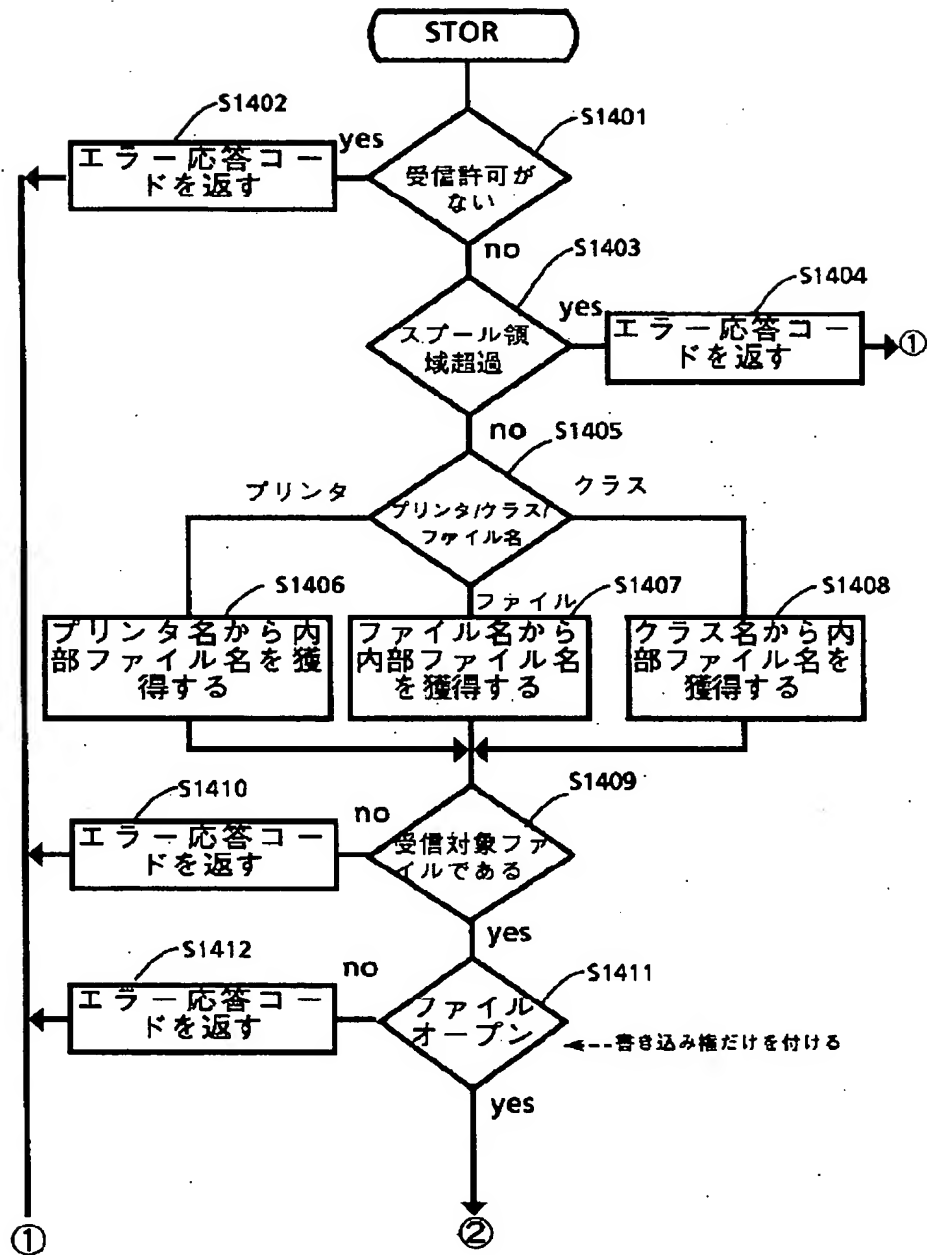 STOR
S1402
S1401
yes
エラー応答コー
ドを返す
受信許可が
ない
no
S1403
S1404
yes
スプール領
域超過
エラー応答コー
ドを返す
①
no
S1405
プリンタ
クラス
プリンタ/クラス/
ファイル名
S1406
S1407
S1408
ファイル
プリンタ名から内
部ファイル名を獲
得する
ファイル名から
内部ファイル名
を獲得する
クラス名から内
部ファイル名を
獲得する
S1410
S1409
no
エラー応答コー
ドを返す
受信対象ファ
イルである
yes
S1412
no
S1411
エラー応答コー
ドを返す
ファイル
オープン
書き込み権だけを付ける
yes
①
②